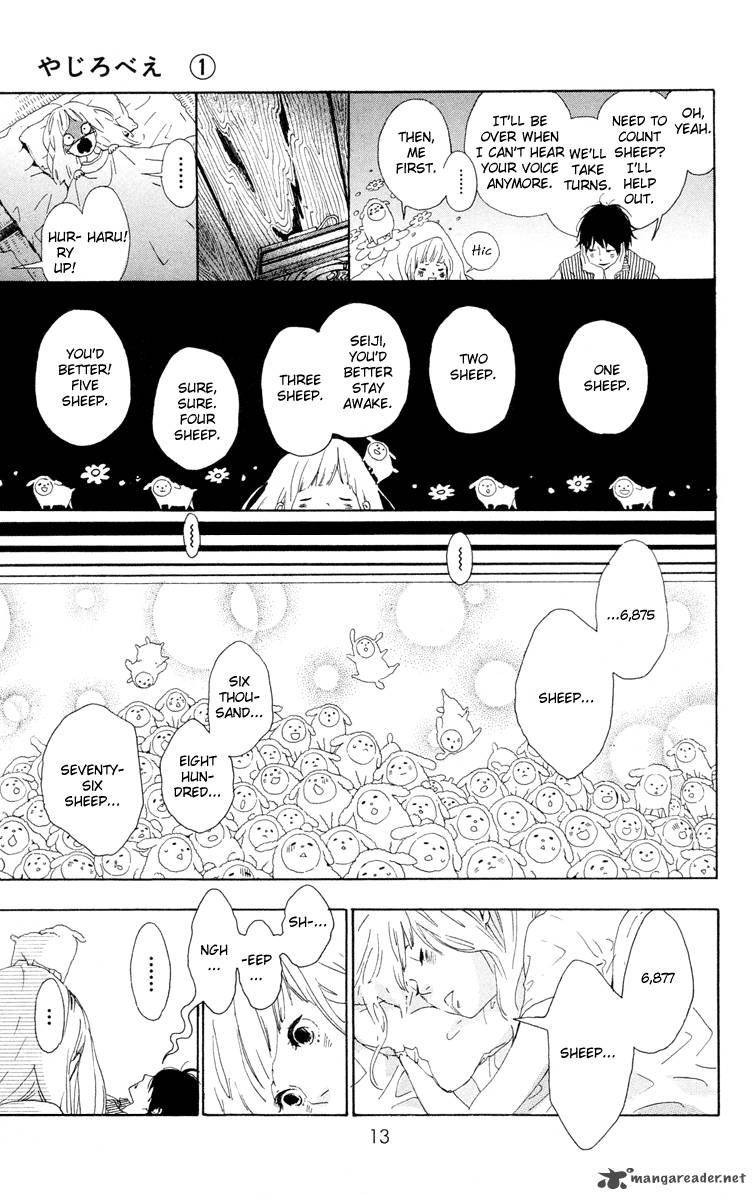 やじろべえ ①
OH,
YEAH.
NEED TO
COUNT
SHEEP?
I'LL
HELP
OUT.
WE'LL
TAKE
TURNS.
IT'LL BE
OVER WHEN
I CAN'T HEAR
YOUR VOICE
ANYMORE.
......
THEN,
ME
FIRST.
Hic
.....
HARU!
HUR-
RY
UP!
ONE
SHEEP.
TWO
SHEEP.
SEIJI,
YOU'D
BETTER
STAY
AWAKE.
THREE
SHEEP.
SURE,
SURE.
FOUR
SHEEP.
YOU'D
BETTER!
FIVE
SHEEP.
...6,875
SHEEP...
SIX
THOU-
SAND...
EIGHT
HUN-
DRED...
SEVENTY-
SIX
SHEEP...
6,877
SHEEP...
SH-...
-EEP
...
NGH
...
.....
.....
13
mangareader.net